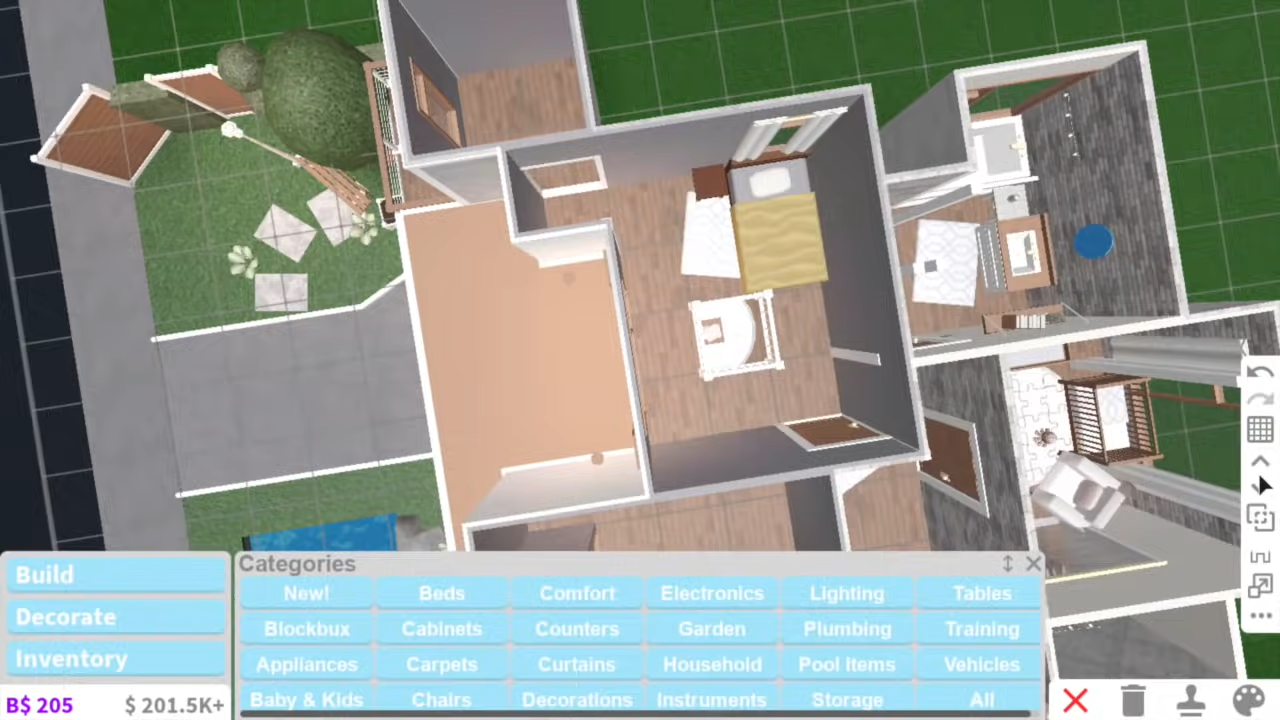 Build
Decorate
Inventory
B$ 205 $ 201.5K+
Categories
New! Beds Comfort Electronics Lighting Tables
Blockbux Cabinets Counters Garden Plumbing Training
Appliances Carpets Curtains Household Pool Items Vehicles
Baby & Kids Chairs Decorations Instruments Storage All